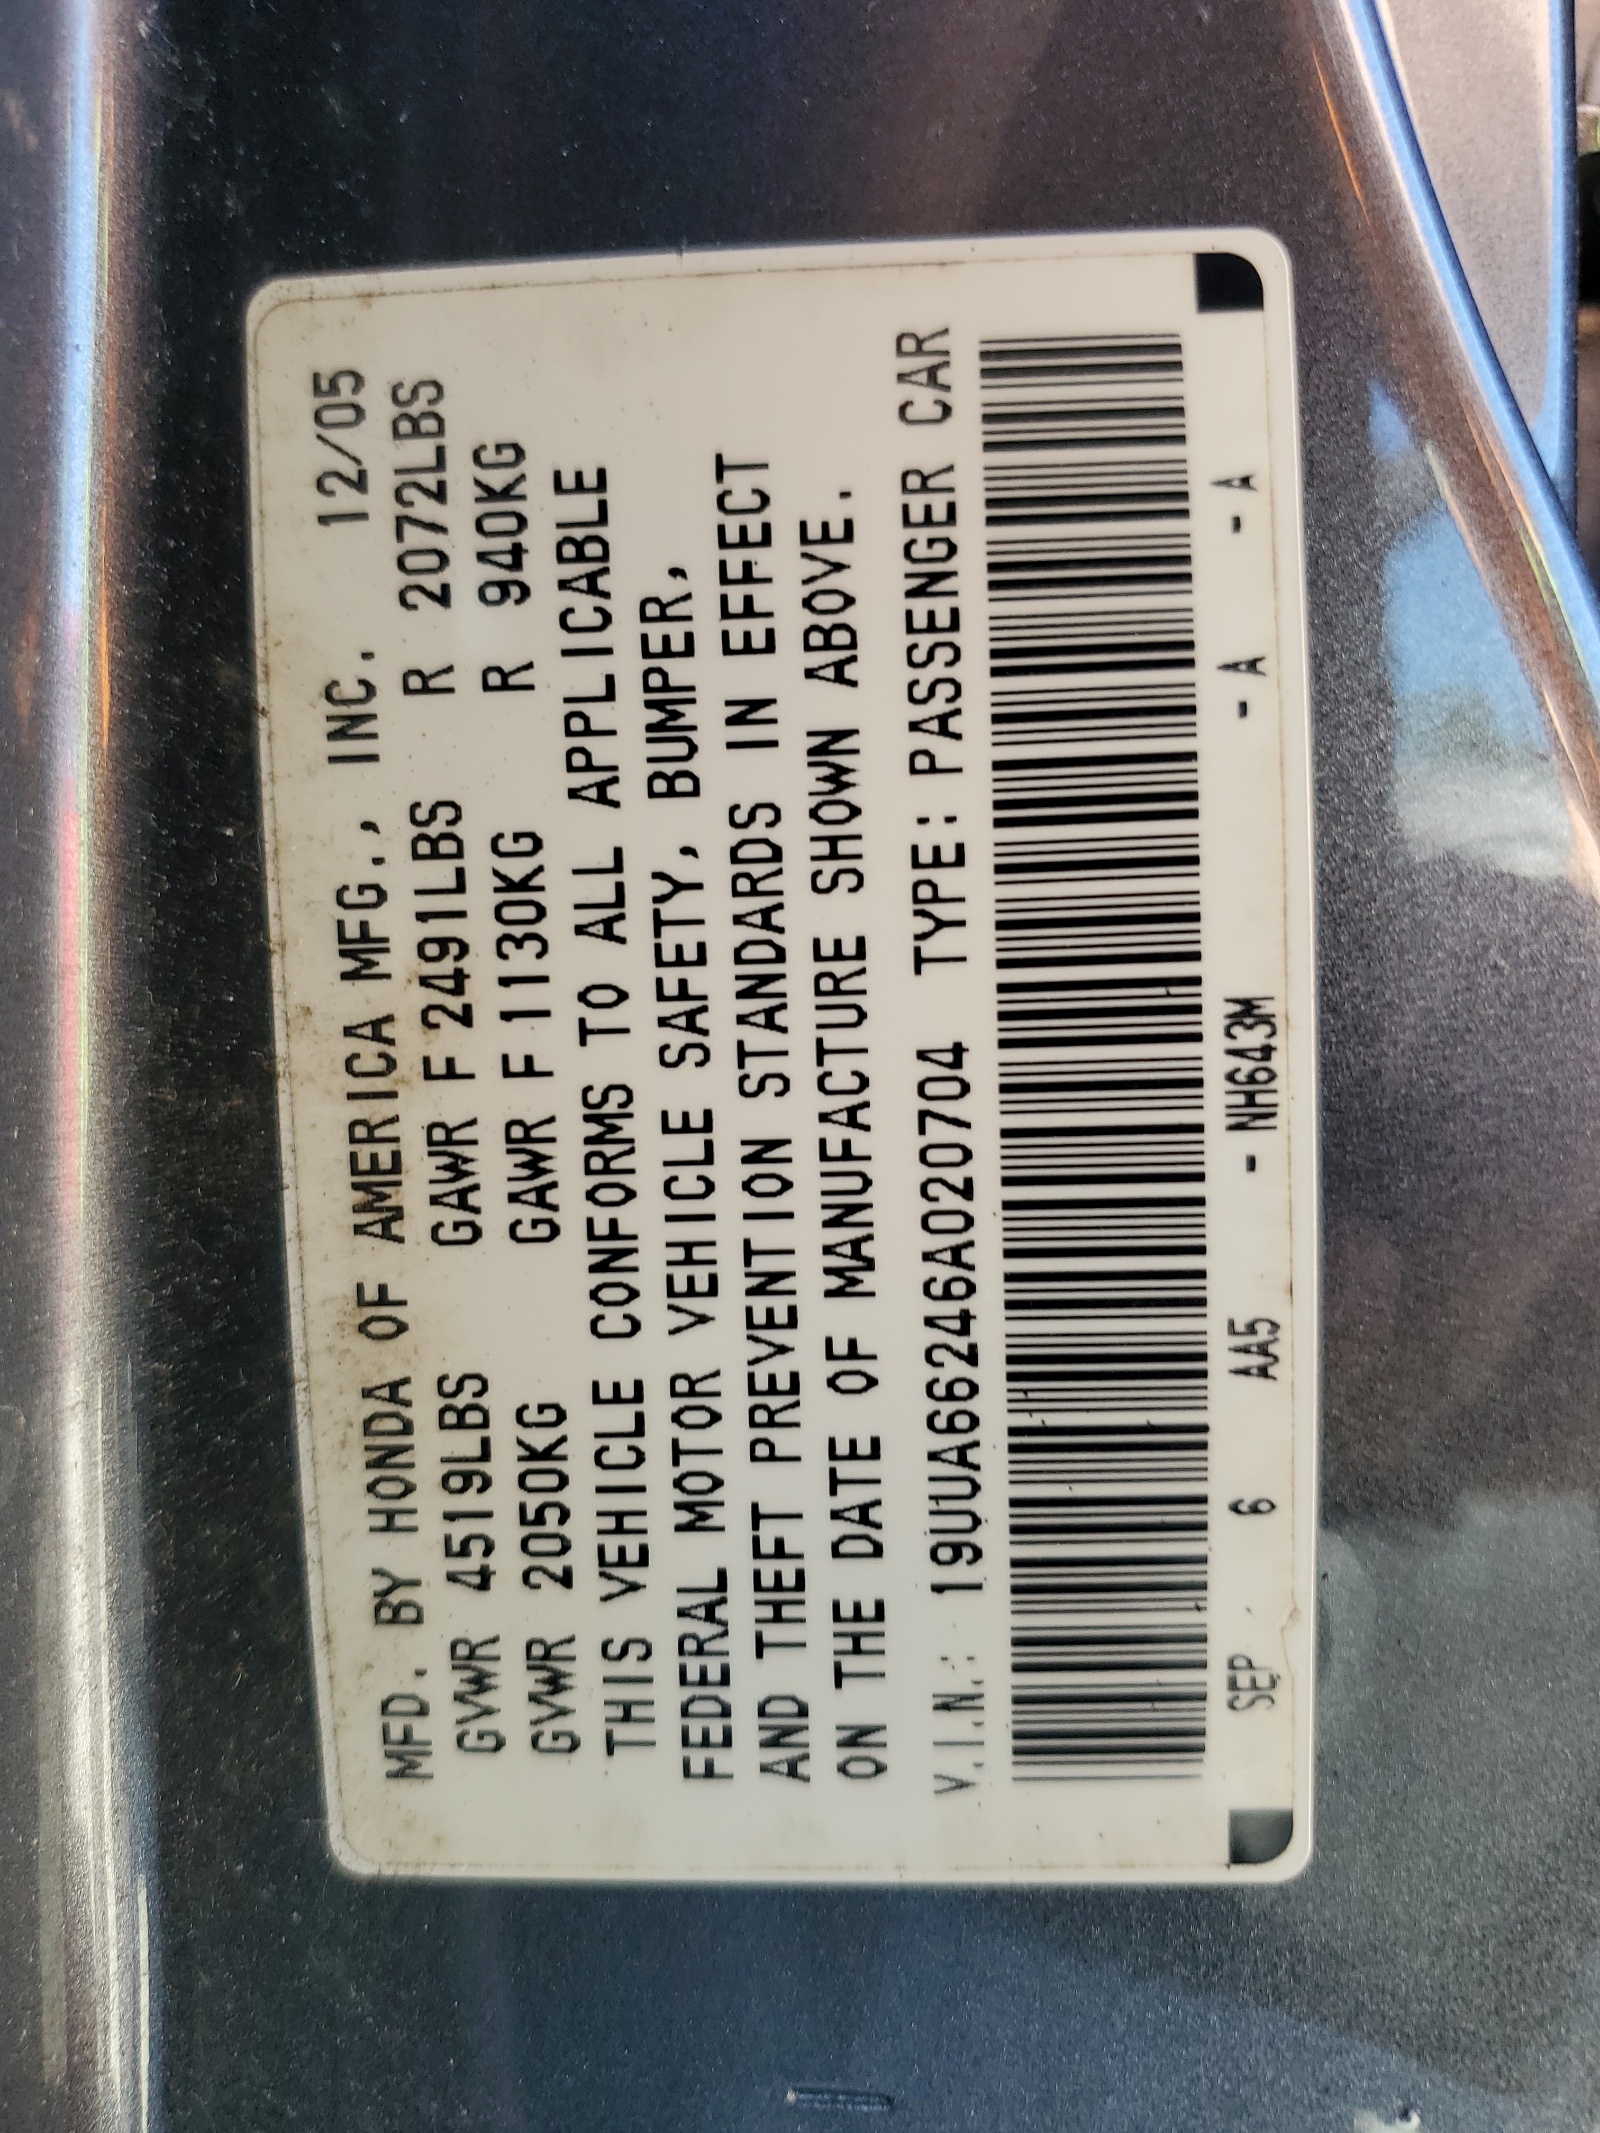 MFD. BY HONDA OF AMERICA MFG., INC. 12/05
GVWR 4519LBS GAWR F 2491LBS R 2072LBS
GVWR 2050KG GAWR F 1130KG R 940KG
THIS VEHICLE CONFORMS TO ALL APPLICABLE
FEDERAL MOTOR VEHICLE SAFETY, BUMPER,
AND THEFT PREVENTION STANDARDS IN EFFECT
ON THE DATE OF MANUFACTURE SHOWN ABOVE.
V.I.N.: 19UUA66246A020704 TYPE: PASSENGER CAR
SEP 6 AA5 - NH643M - A - A